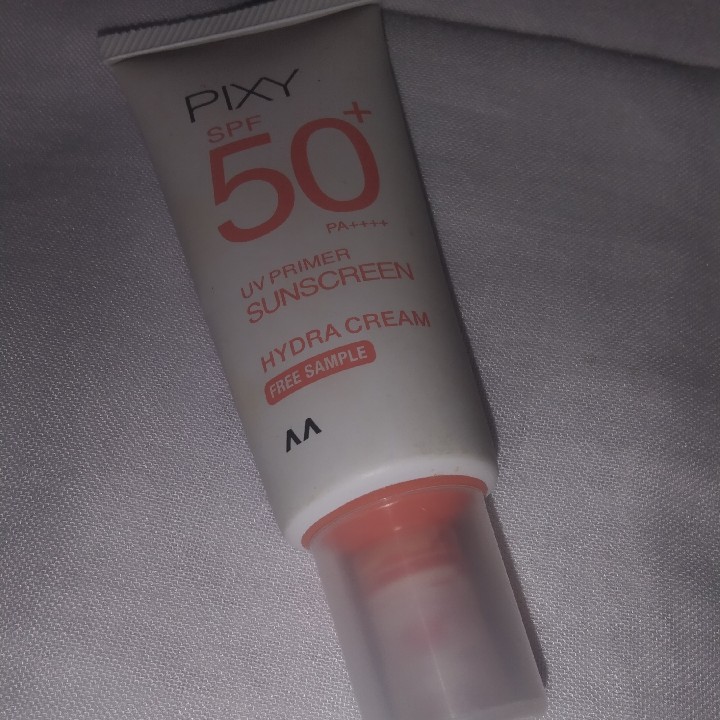 PIXY
SPF
50+
PA++++
UV PRIMER
SUNSCREEN
HYDRA CREAM
FREE SAMPLE